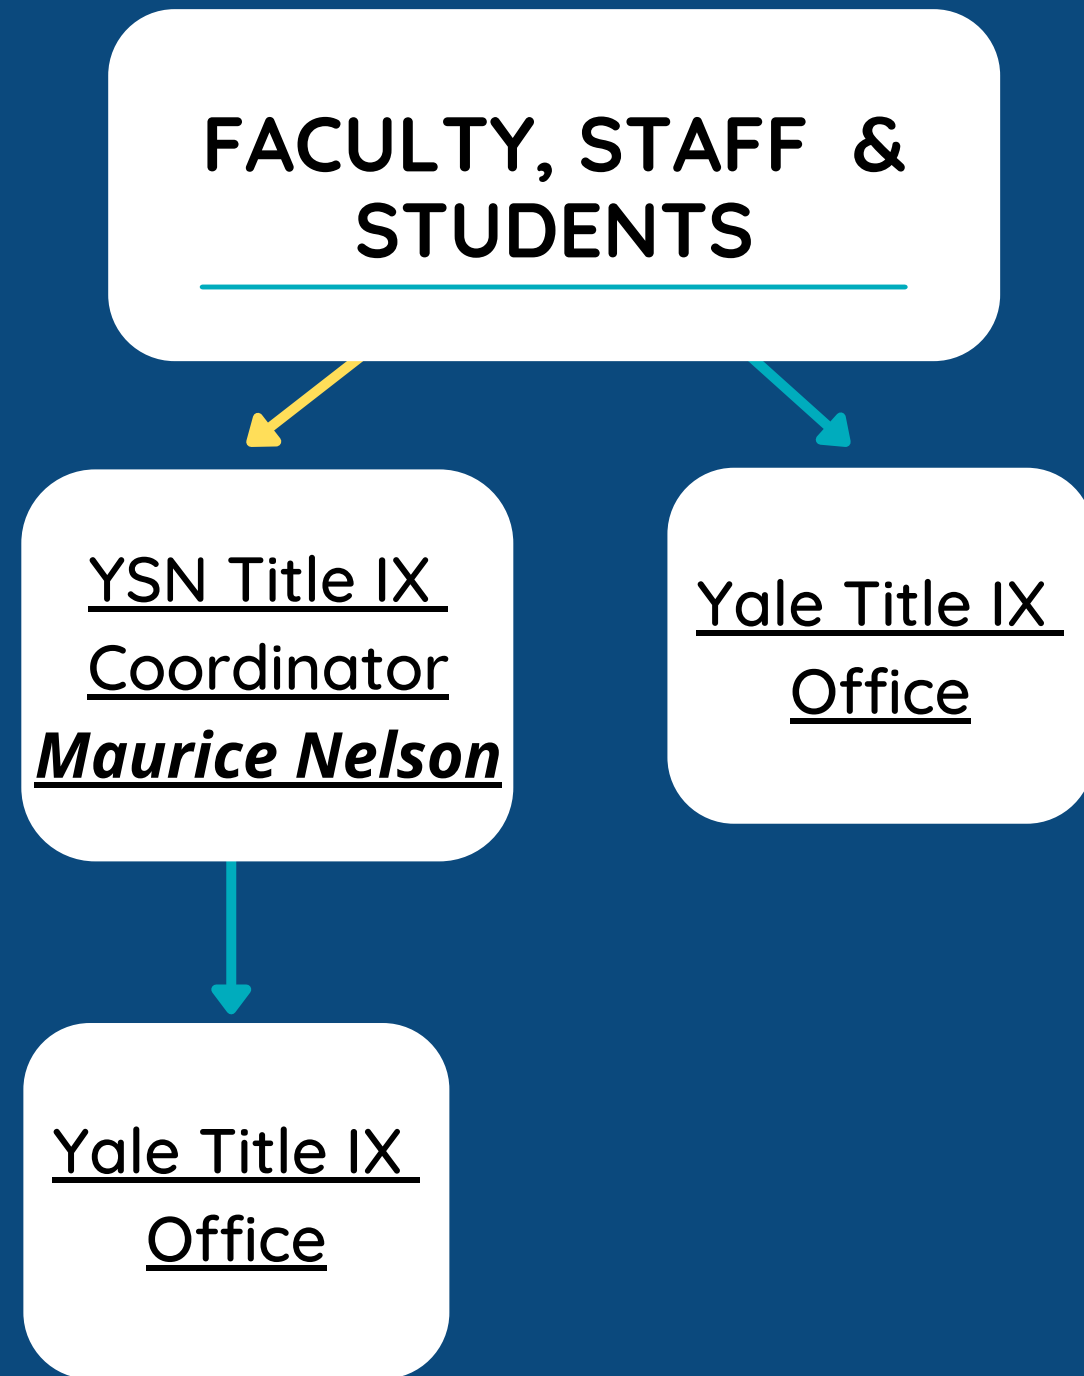 FACULTY, STAFF &
STUDENTS
YSN Title IX
Coordinator
Maurice Nelson
Yale Title IX
Office
Yale Title IX
Office